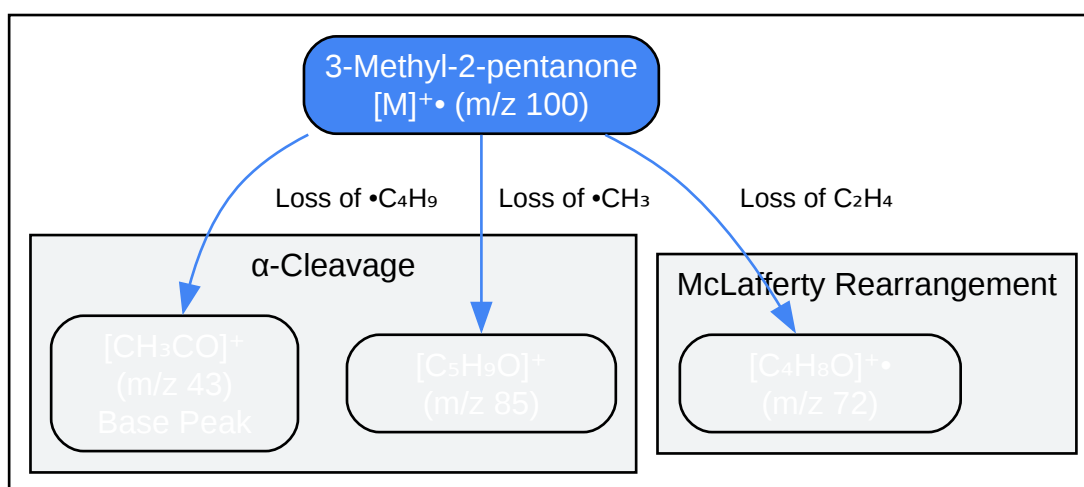 3-Methyl-2-pentanone
[M]⁺• (m/z 100)
Loss of •C₄H₉
Loss of •CH₃
Loss of C₂H₄
α-Cleavage
McLafferty Rearrangement
[CH₃CO]⁺
(m/z 43)
Base Peak
[C₅H₉O]⁺
(m/z 85)
[C₄H₈O]⁺•
(m/z 72)